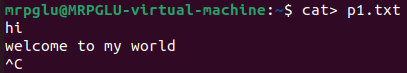 mrpglu@MRPGLU-virtual-machine:~$ cat> p1.txt
hi
welcome to my world
^C